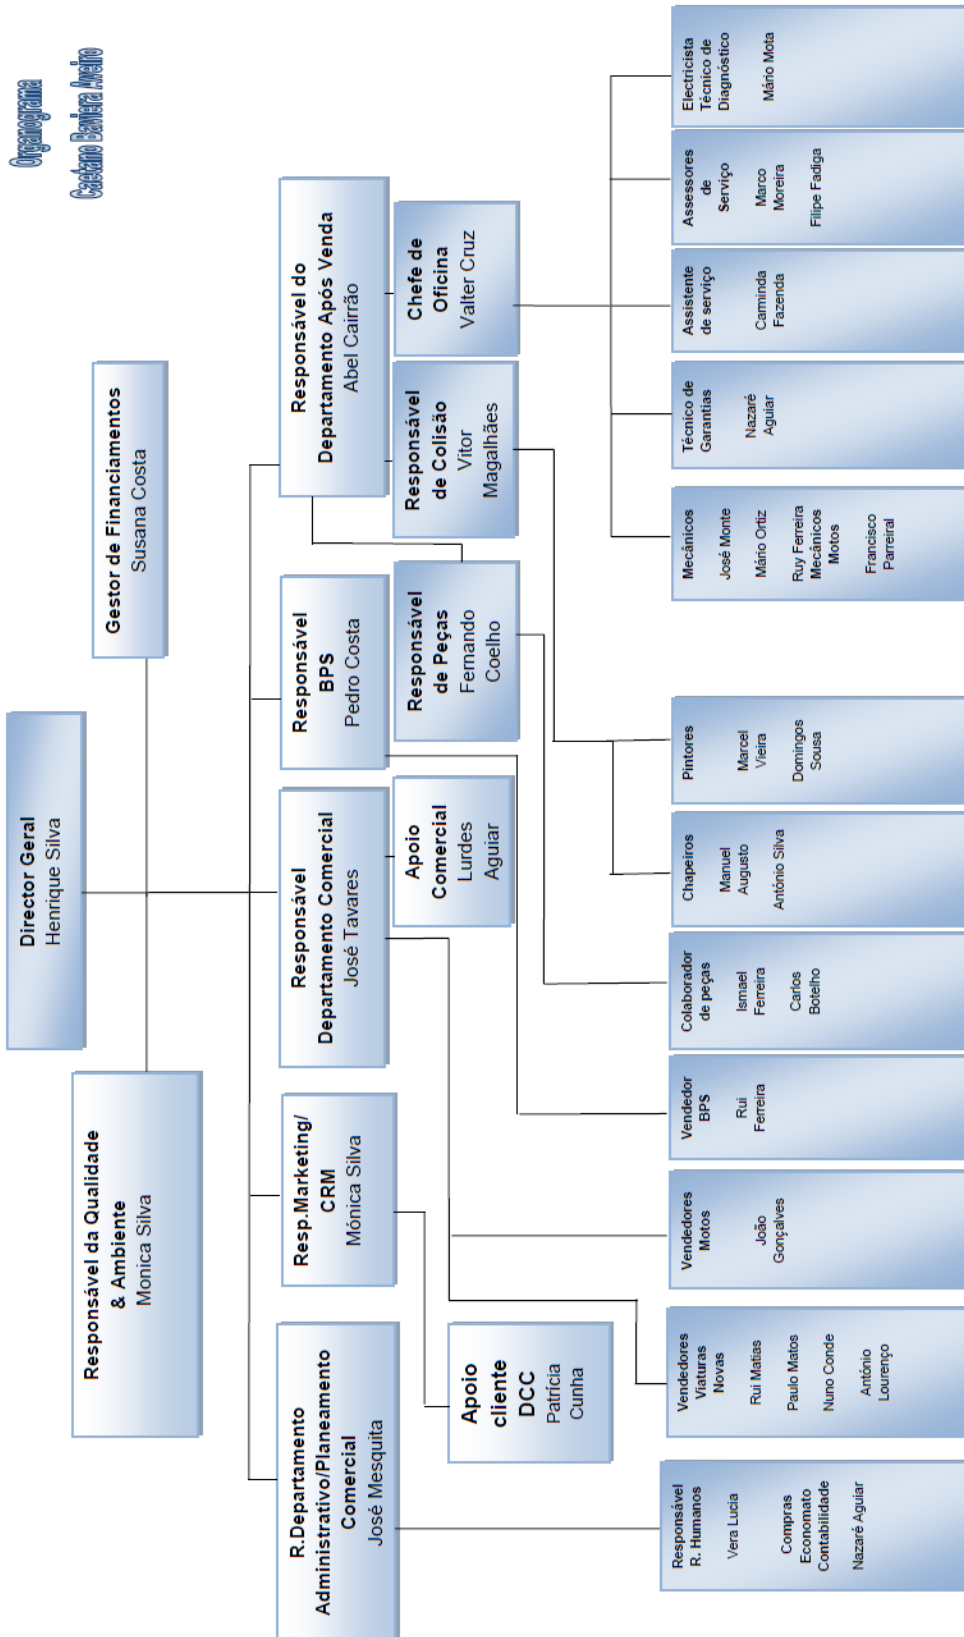 Organograma
Caetano Baviera Aveiro
Director Geral
Henrique Silva
Responsável da Qualidade
& Ambiente
Monica Silva
Gestor de Financiamentos
Susana Costa
R.Departamento
Administrativo/Planeamento
Comercial
José Mesquita
Resp.Marketing/
CRM
Mónica Silva
Responsável
Departamento Comercial
José Tavares
Responsável
BPS
Pedro Costa
Responsável do
Departamento Após Venda
Abel Cairrão
Apoio
cliente
DCC
Patrícia
Cunha
Apoio
Comercial
Lurdes
Aguiar
Responsável
de Peças
Fernando
Coelho
Responsável
de Colisão
Vitor
Magalhães
Chefe de
Oficina
Valter Cruz
Responsável
R. Humanos
Vera Lucia
Compras
Economato
Contabilidade
Nazaré Aguiar
Vendedores
Viaturas
Novas
Rui Matias
Paulo Matos
Nuno Conde
António
Lourenço
Vendedores
Motos
João
Gonçalves
Vendedor
BPS
Rui
Ferreira
Colaborador
de peças
Ismael
Ferreira
Carlos
Botelho
Chapeiros
Manuel
Augusto
António Silva
Pintores
Marcel
Vieira
Domingos
Sousa
Mecânicos
José Monte
Mário Ortiz
Ruy Ferreira
Mecânicos
Motos
Francisco
Parreiral
Técnico de
Garantias
Nazaré
Aguiar
Assistente
de serviço
Carminda
Fazenda
Assessores
de
Serviço
Marco
Moreira
Filipe Fadiga
Electricista
Técnico de
Diagnóstico
Mário Mota